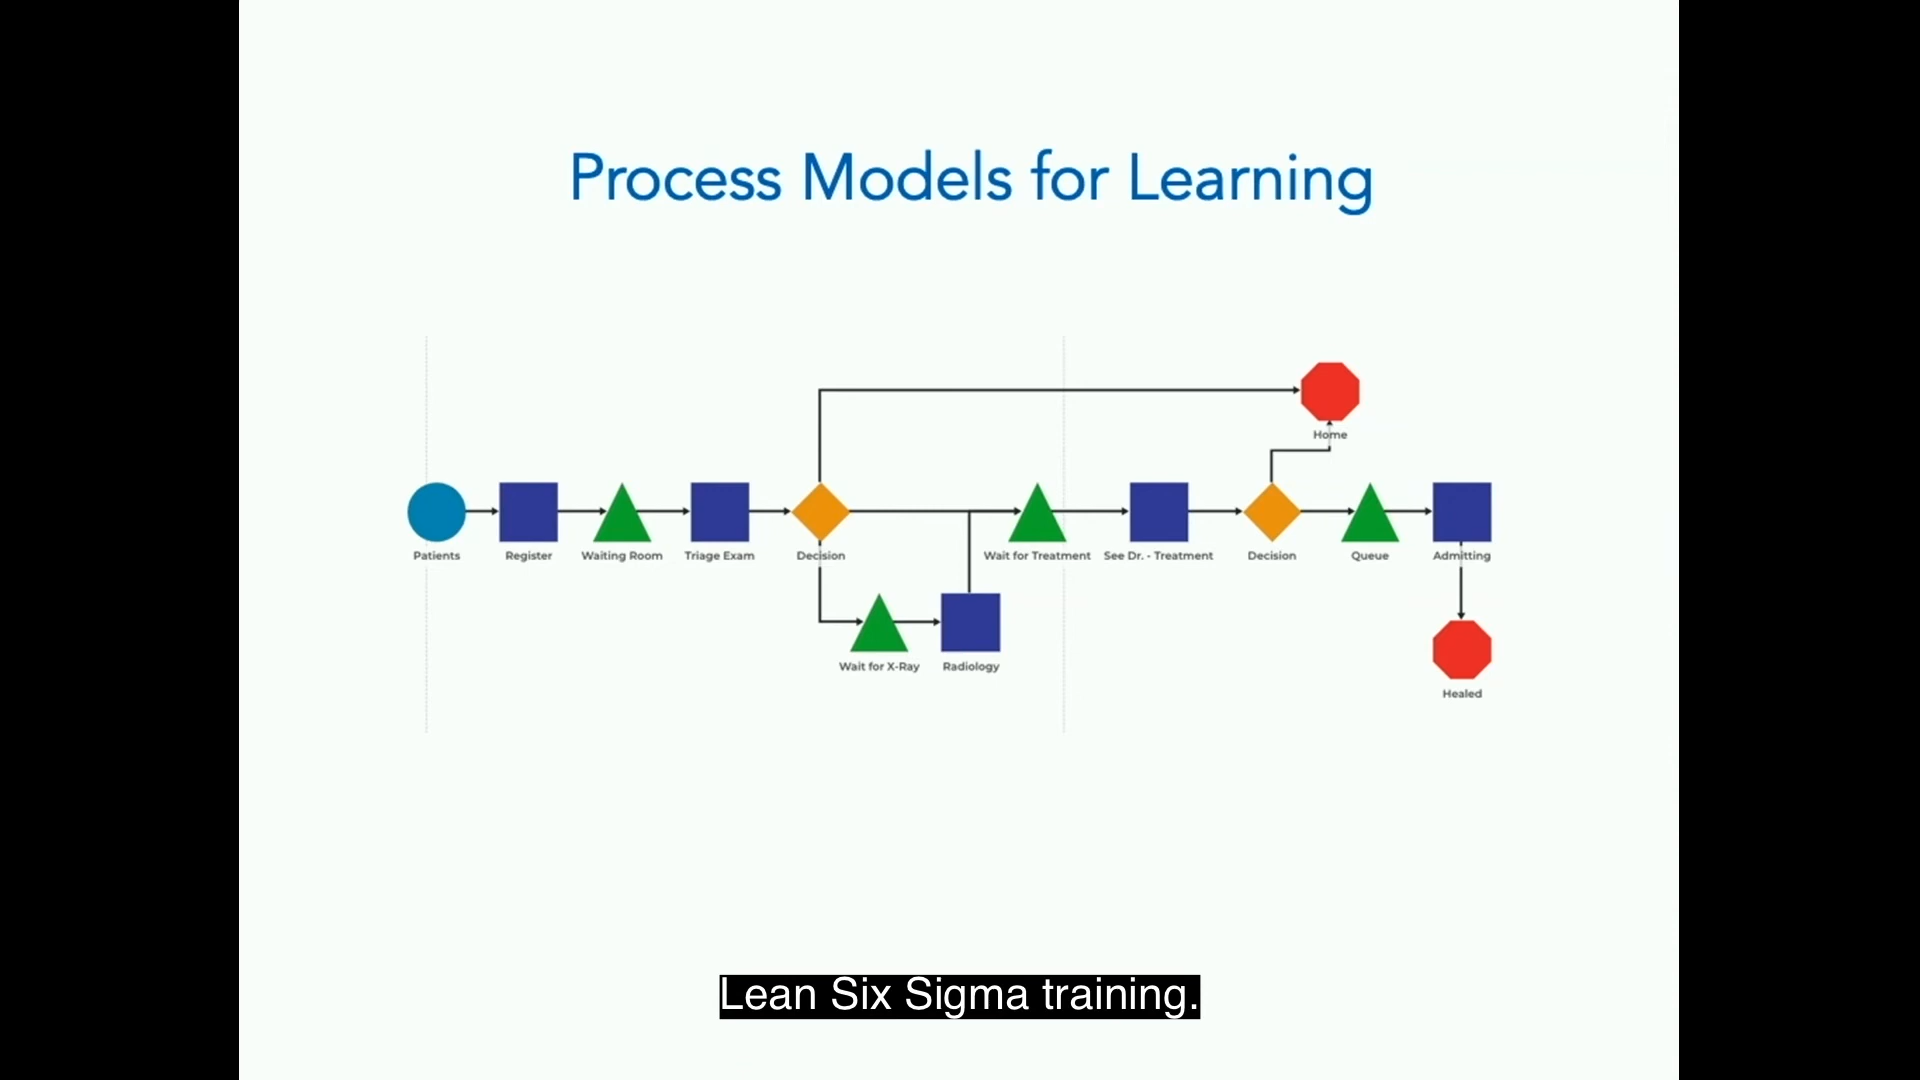 Process Models for Learning
Home
Patients
Register
Waiting Room
Triage Exam
Decision
Wait for Treatment
See Dr. - Treatment
Decision
Queue
Admitting
Wait for X-Ray
Radiology
Healed
Lean Six Sigma training.